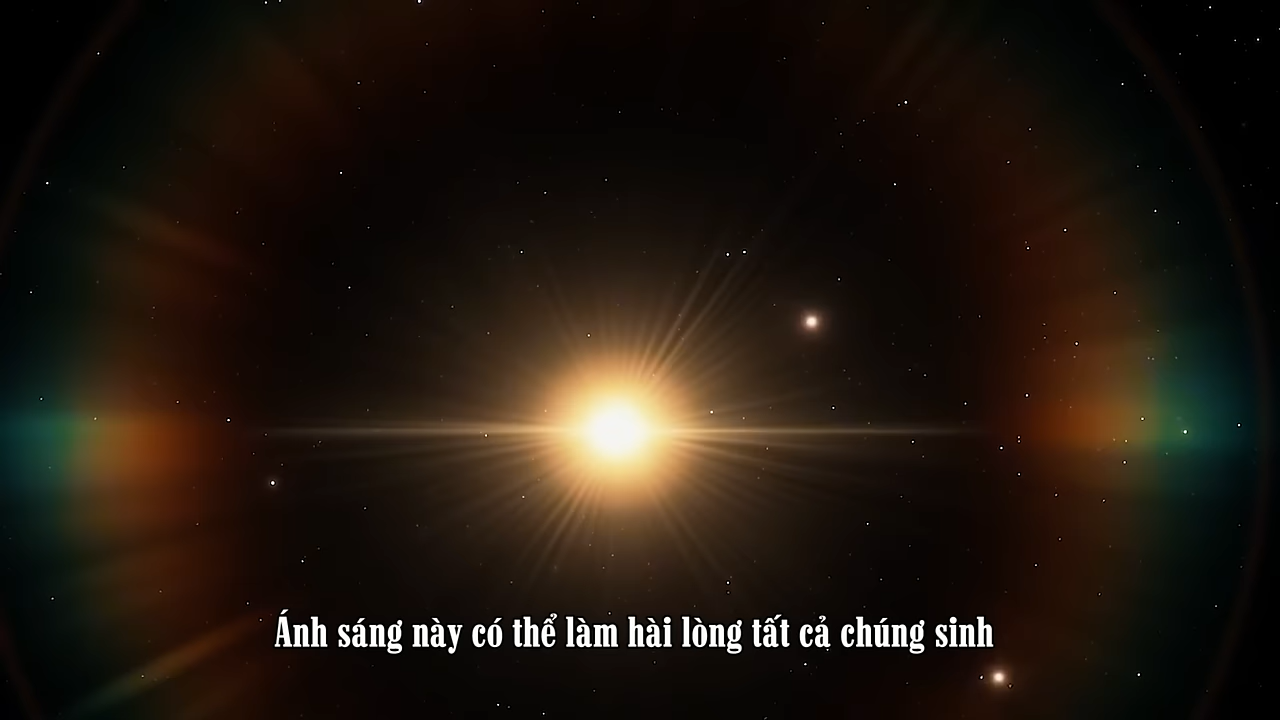 Ánh sáng này có thể làm hài lòng tất cả chúng sinh